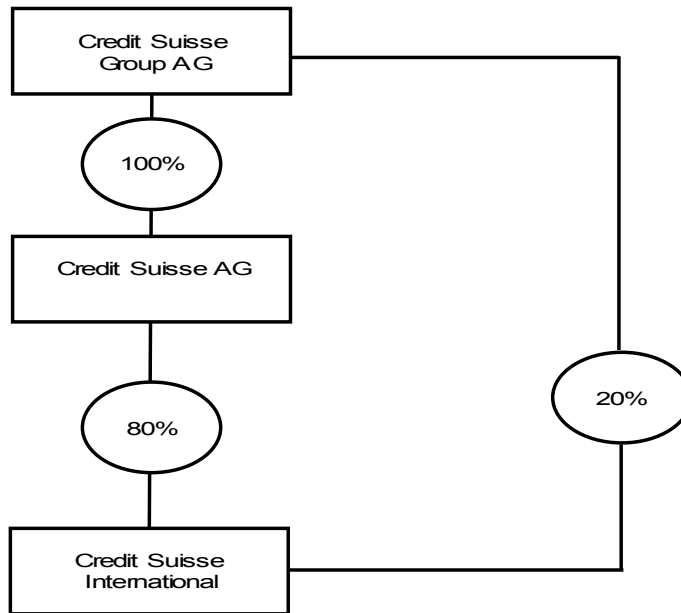 Credit Suisse
Group AG
100%
Credit Suisse AG
80%
20%
Credit Suisse
International